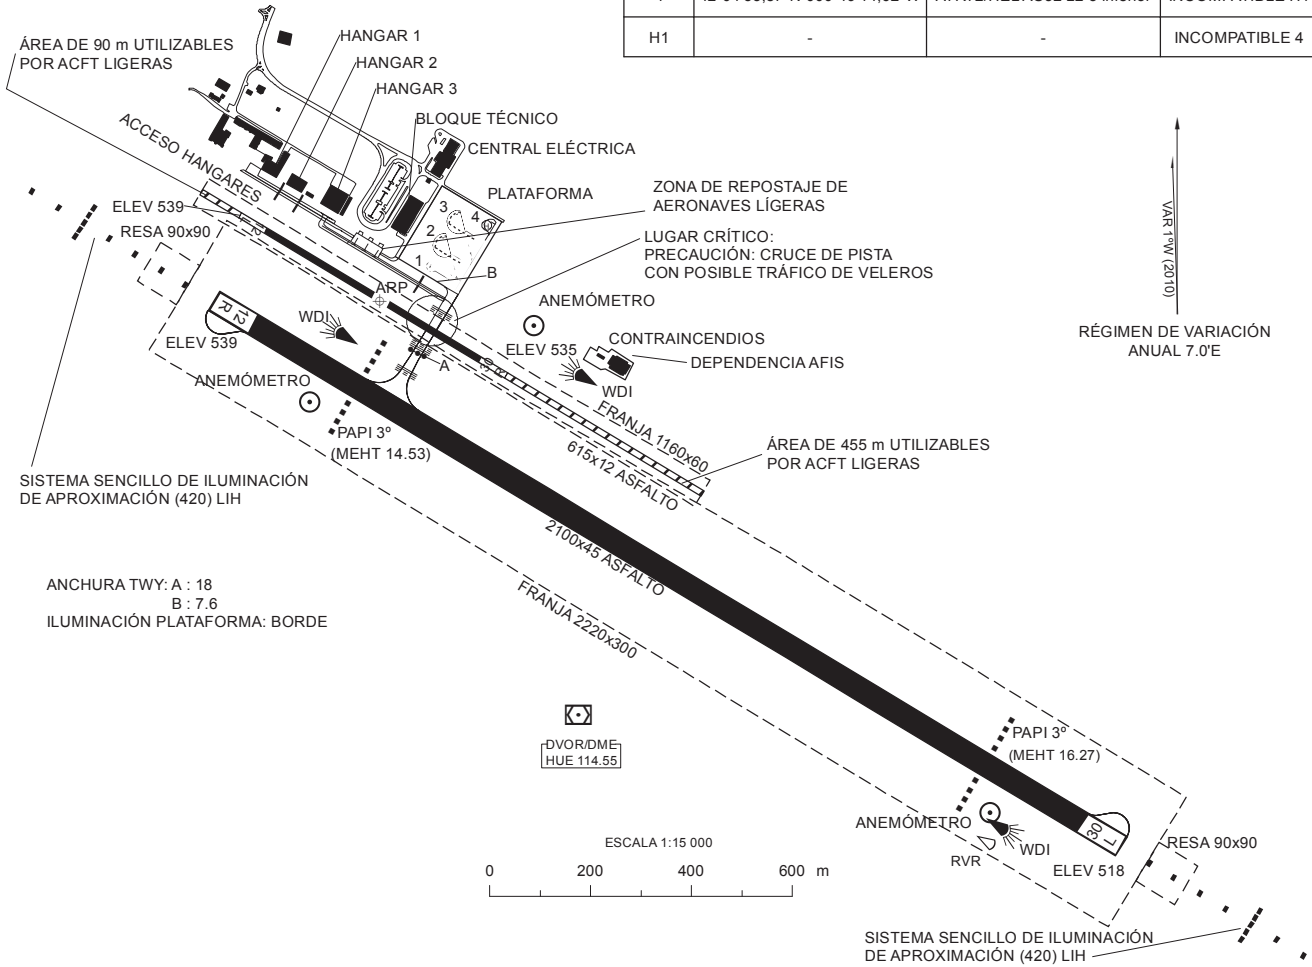 H1 - - INCOMPATIBLE 4
ÁREA DE 90 m UTILIZABLES
POR ACFT LIGERAS
HANGAR 1
HANGAR 2
HANGAR 3
BLOQUE TÉCNICO
CENTRAL ELÉCTRICA
ACCESO HANGARES
PLATAFORMA
ZONA DE REPOSTAJE DE
AERONAVES LÍGERAS
3
4
2
1
B
ELEV 539
RESA 90x90
LUGAR CRÍTICO:
PRECAUCIÓN: CRUCE DE PISTA
CON POSIBLE TRÁFICO DE VELEROS
VAR 1ºW (2010)
RÉGIMEN DE VARIACIÓN
ANUAL 7.0'E
ARP
12
R
WDI
ELEV 539
ANEMÓMETRO
A
ANEMÓMETRO
ELEV 535
CONTRAINCENDIOS
DEPENDENCIA AFIS
WDI
30
R
PAPI 3º
(MEHT 14.53)
FRANJA 1160x60
615x12 ASFALTO
ÁREA DE 455 m UTILIZABLES
POR ACFT LIGERAS
SISTEMA SENCILLO DE ILUMINACIÓN
DE APROXIMACIÓN (420) LIH
2100x45 ASFALTO
FRANJA 2220x300
ANCHURA TWY: A : 18
B : 7.6
ILUMINACIÓN PLATAFORMA: BORDE
DVOR/DME
HUE 114.55
PAPI 3º
(MEHT 16.27)
ANEMÓMETRO
RVR
WDI
30
L
ELEV 518
RESA 90x90
ESCALA 1:15 000
0 200 400 600 m
SISTEMA SENCILLO DE ILUMINACIÓN
DE APROXIMACIÓN (420) LIH